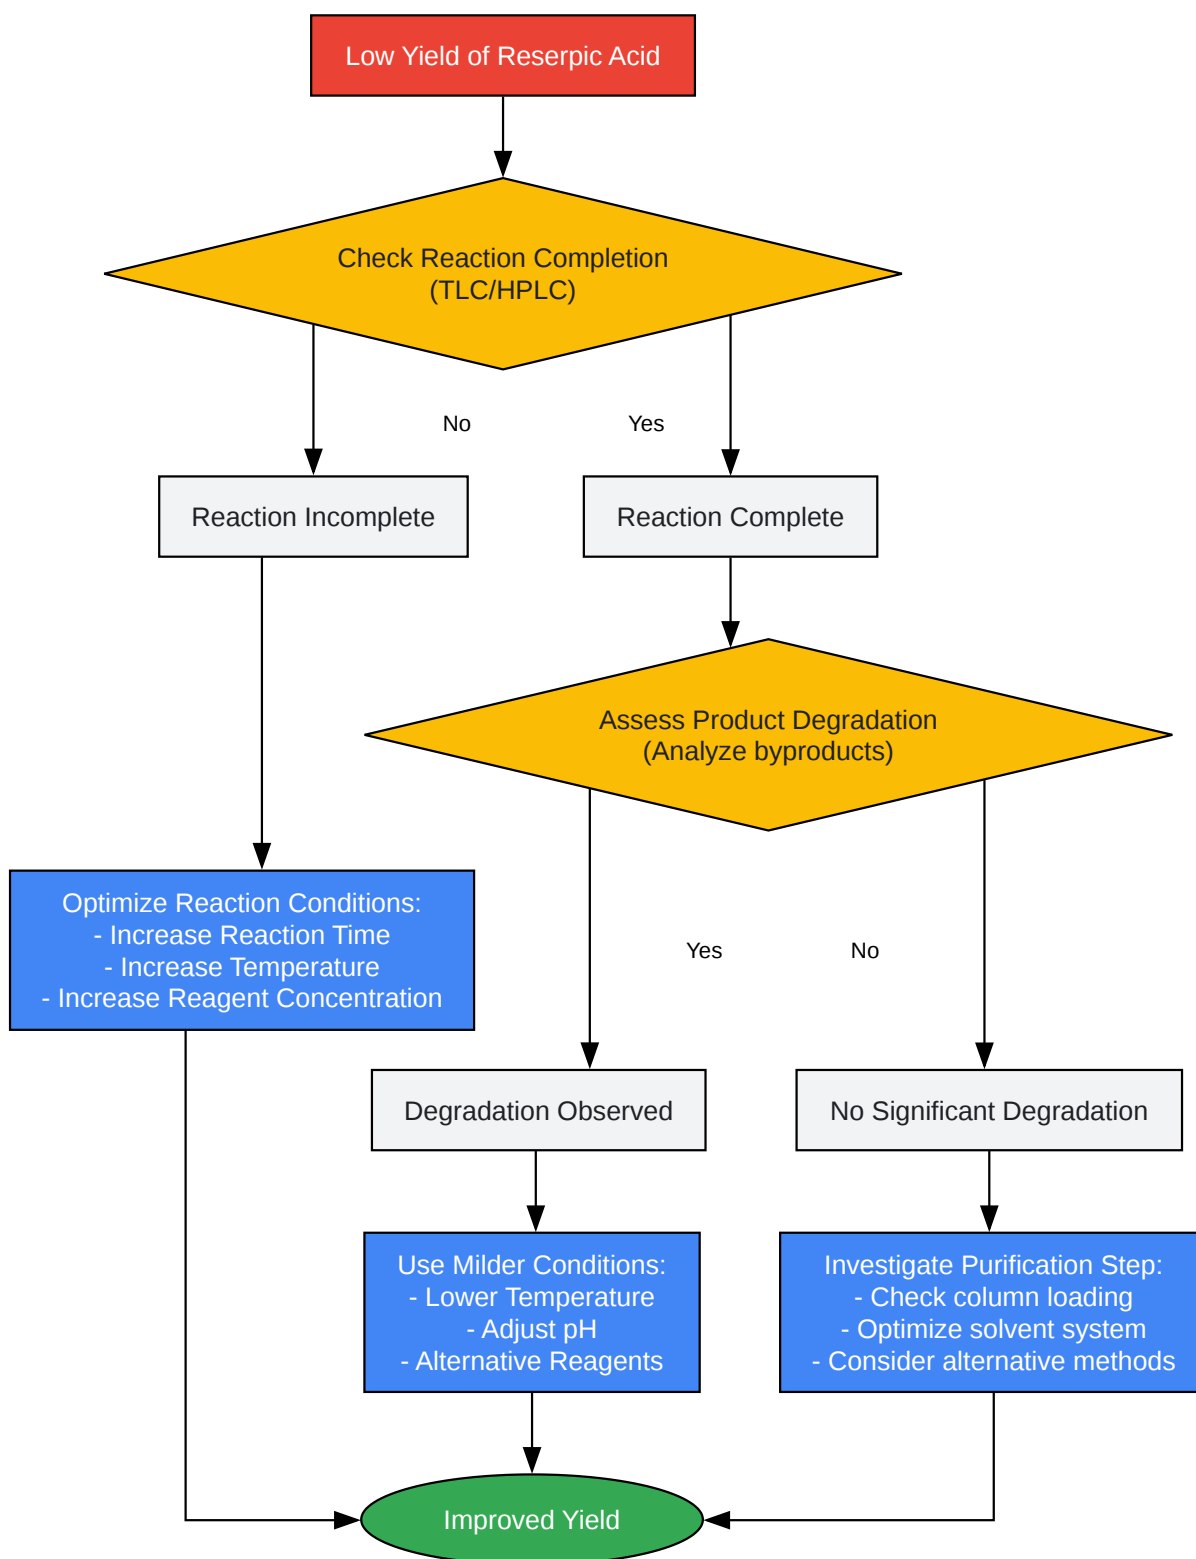 Low Yield of Reserpic Acid
Check Reaction Completion
(TLC/HPLC)
No
Yes
Reaction Incomplete
Reaction Complete
Assess Product Degradation
(Analyze byproducts)
Optimize Reaction Conditions:
- Increase Reaction Time
- Increase Temperature
- Increase Reagent Concentration
Yes
No
Degradation Observed
No Significant Degradation
Use Milder Conditions:
- Lower Temperature
- Adjust pH
- Alternative Reagents
Investigate Purification Step:
- Check column loading
- Optimize solvent system
- Consider alternative methods
Improved Yield